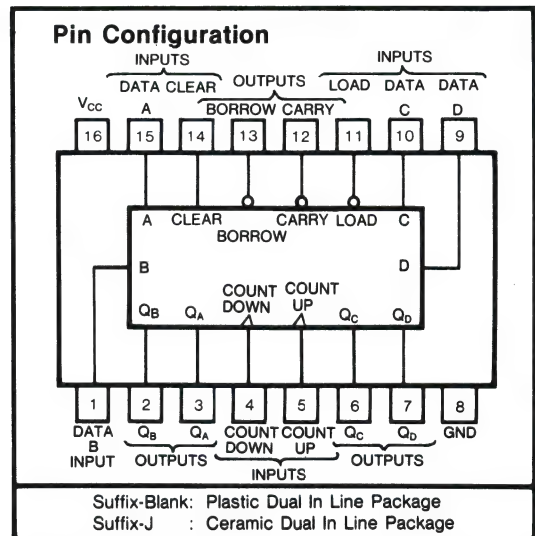 Pin Configuration
INPUTS INPUTS
DATA CLEAR OUTPUTS LOAD DATA DATA
VCC A BORROW CARRY C D
16 15 14 13 12 11 10 9
A CLEAR CARRY LOAD C
BORROW
B D
COUNT COUNT
QB QA DOWN UP QC QD
1 2 3 4 5 6 7 8
DATA QB QA COUNT COUNT QC QD GND
B DOWN UP
INPUT OUTPUTS INPUTS OUTPUTS
Suffix-Blank: Plastic Dual In Line Package
Suffix-J : Ceramic Dual In Line Package